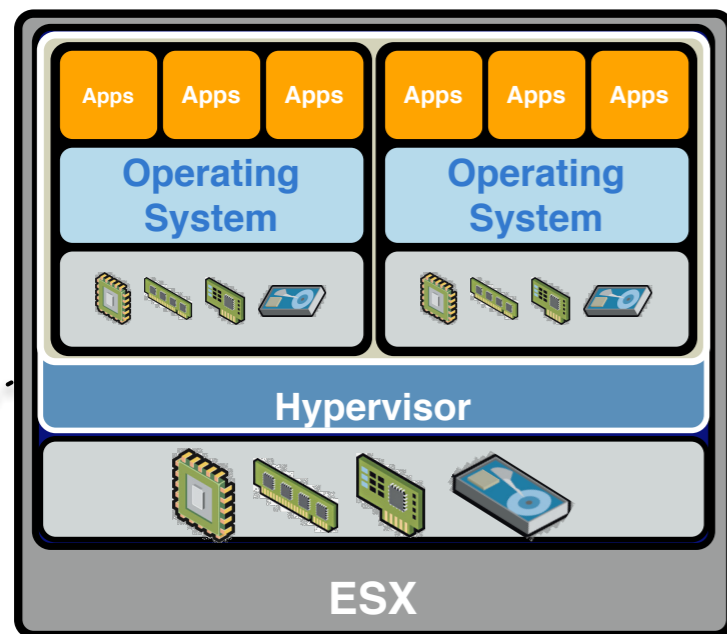 Apps Apps Apps Apps Apps Apps
Operating Operating
System System
Hypervisor
ESX